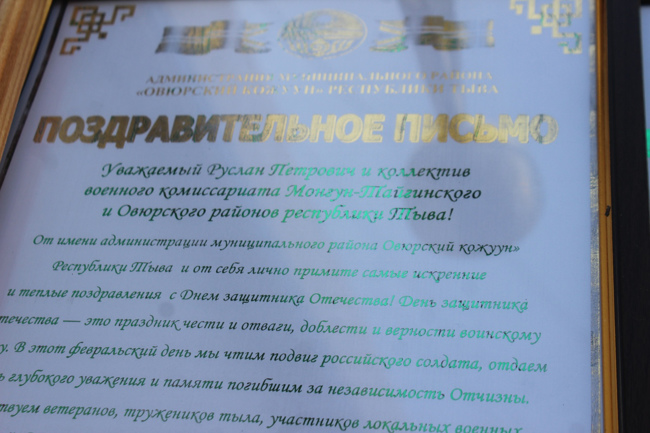 АДМИНИСТРАЦИЯ МУНИЦИПАЛЬНОГО РАЙОНА
«ОВЮРСКИЙ КОЖУУН» РЕСПУБЛИКИ ТЫВА
ПОЗДРАВИТЕЛЬНОЕ ПИСЬМО
Уважаемый Руслан Петрович и коллектив
военного комиссариата Монгун-Тайгинского
и Овюрского районов республики Тыва!
От имени администрации муниципального района Овюрский кожуун»
Республики Тыва и от себя лично примите самые искренние
и теплые поздравления с Днем защитника Отечества! День защитника
течества — это праздник чести и отваги, доблести и верности воинскому
у. В этот февральский день мы чтим подвиг российского солдата, отдаем
ь глубокого уважения и памяти погибшим за независимость Отчизны.
твуем ветеранов, тружеников тыла, участников локальных военных